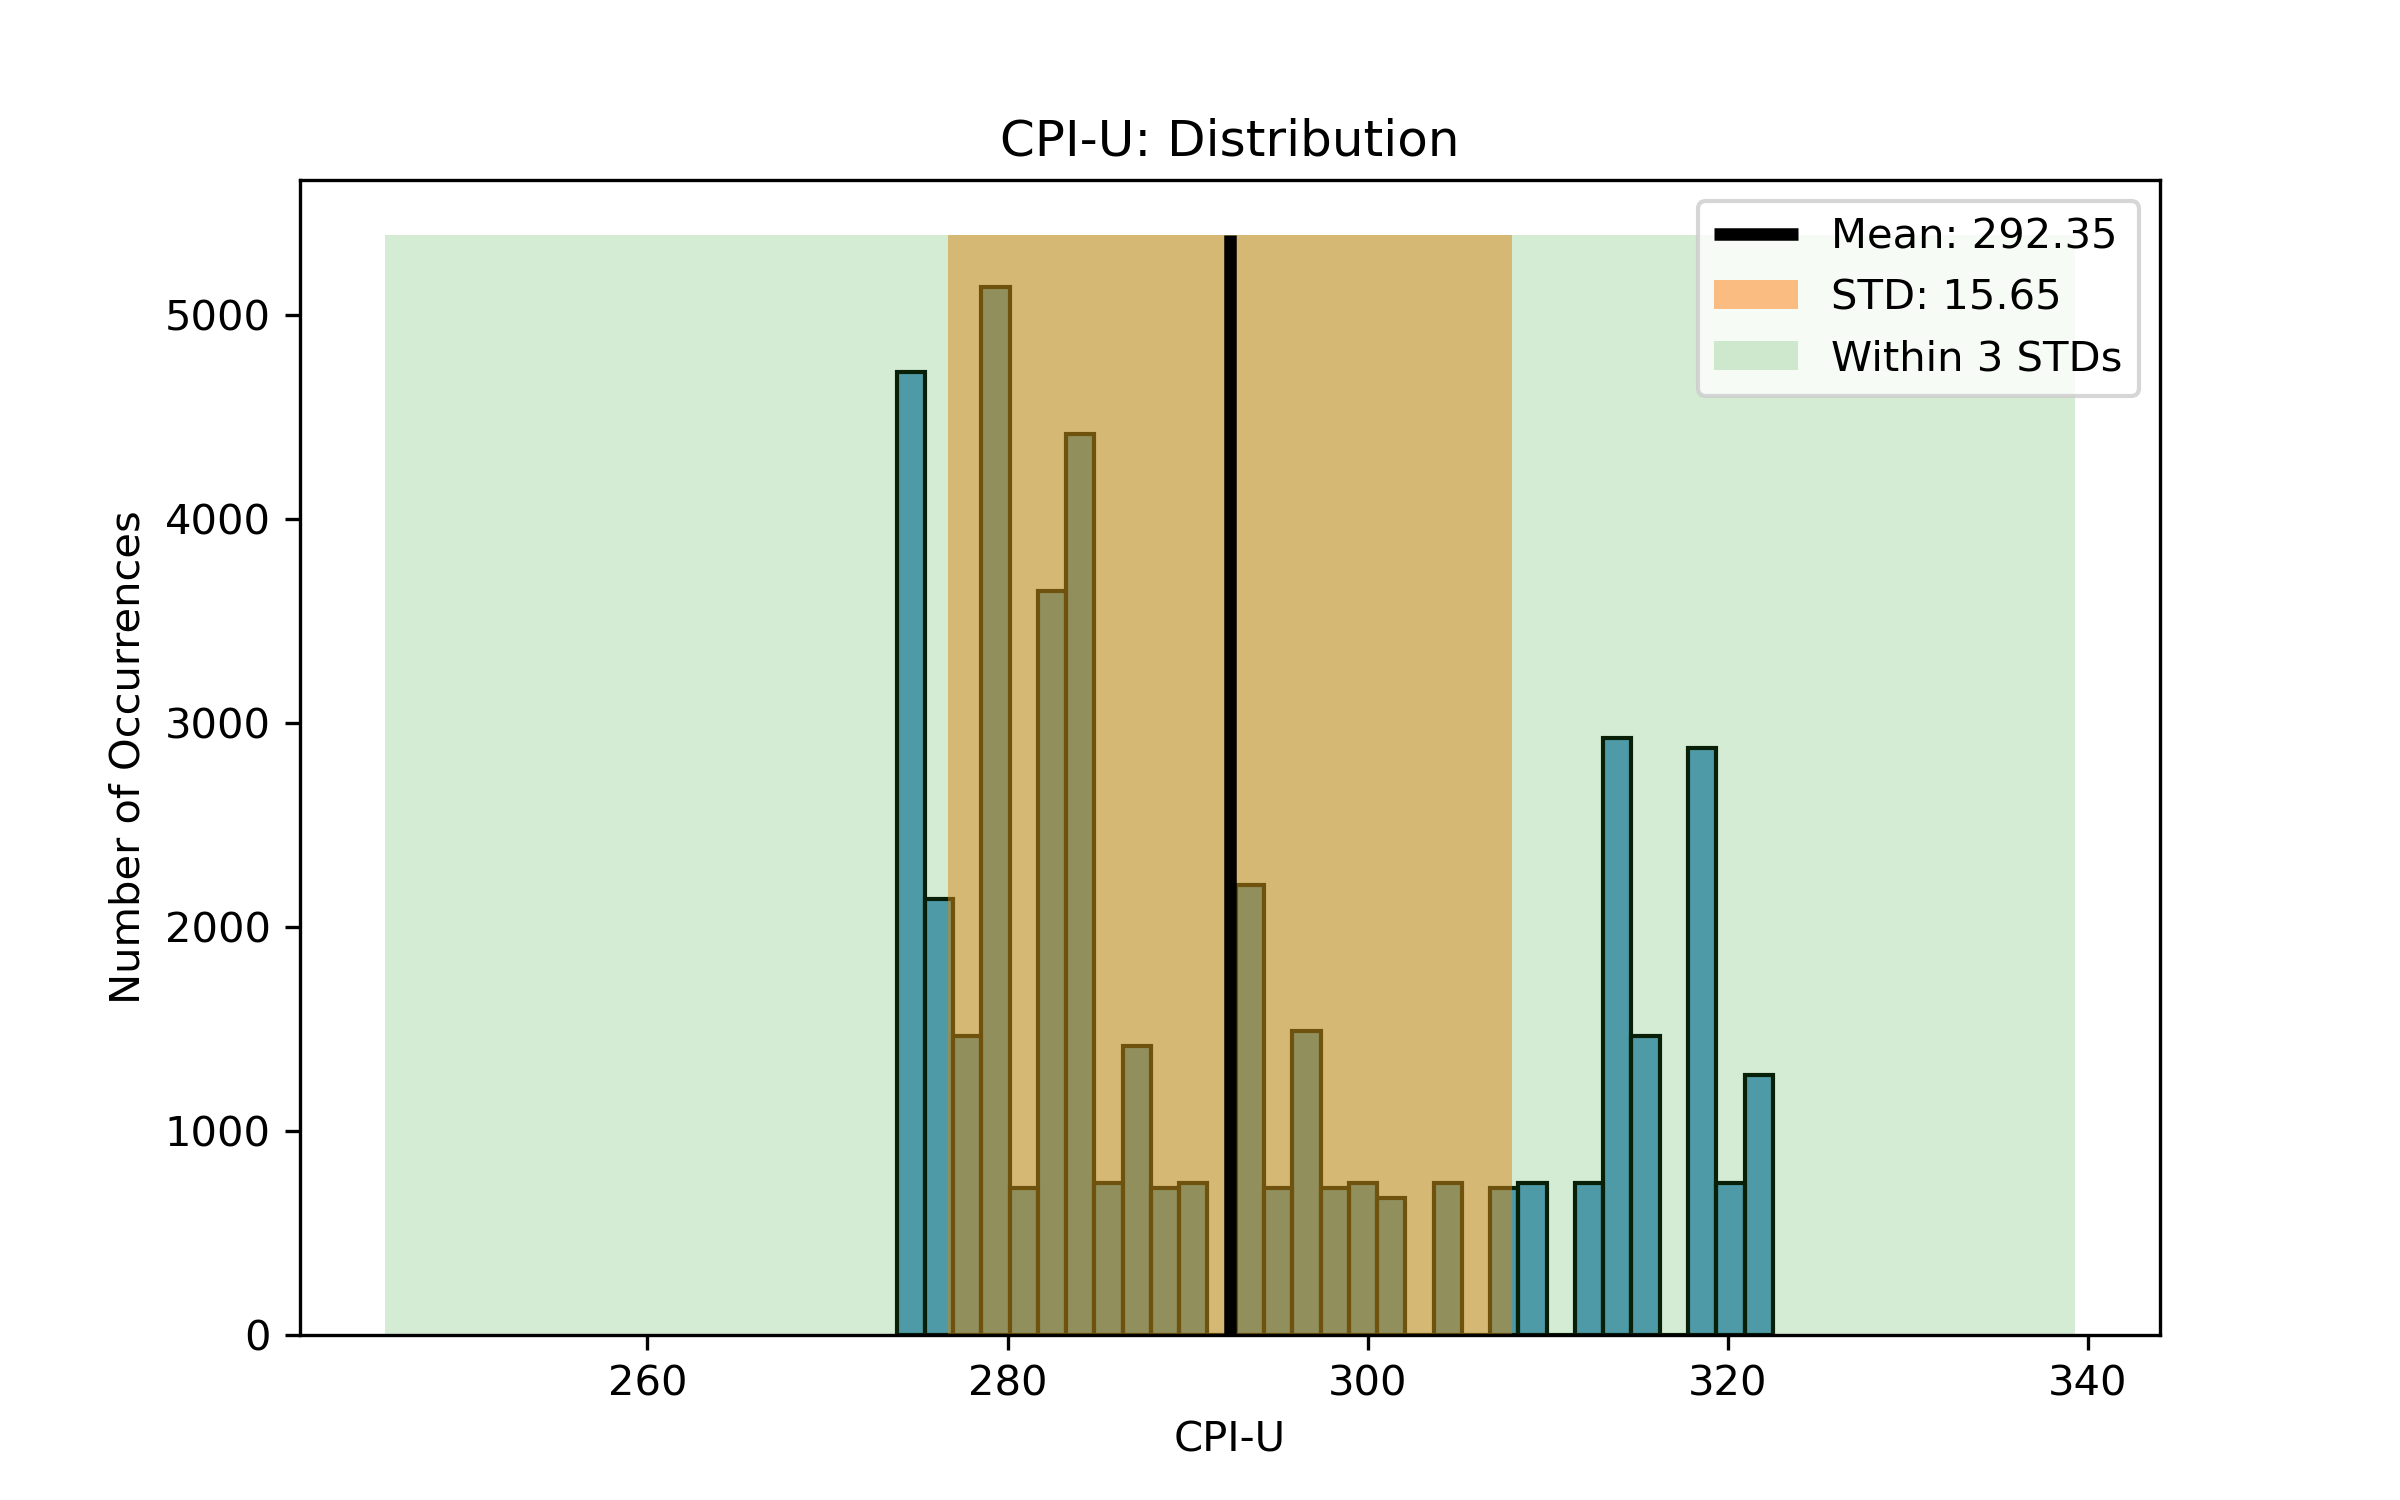 CPI-U: Distribution
Mean: 292.35
STD: 15.65
Within 3 STDs
Number of Occurrences
5000
4000
3000
2000
1000
0
260 280 300 320 340
CPI-U